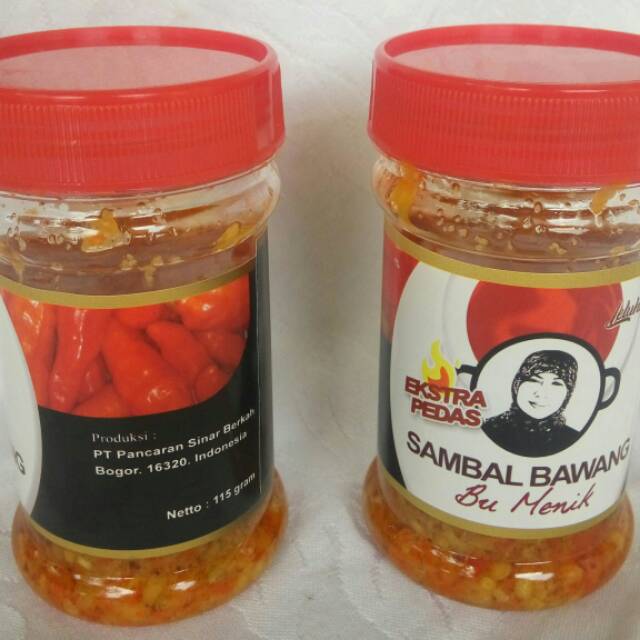 G
Produksi :
PT Pancaran Sinar Berkah
Bogor. 16320. Indonesia
Netto : 115 gram
EKSTRA
PEDAS
SAMBAL BAWANG
Bu Menik